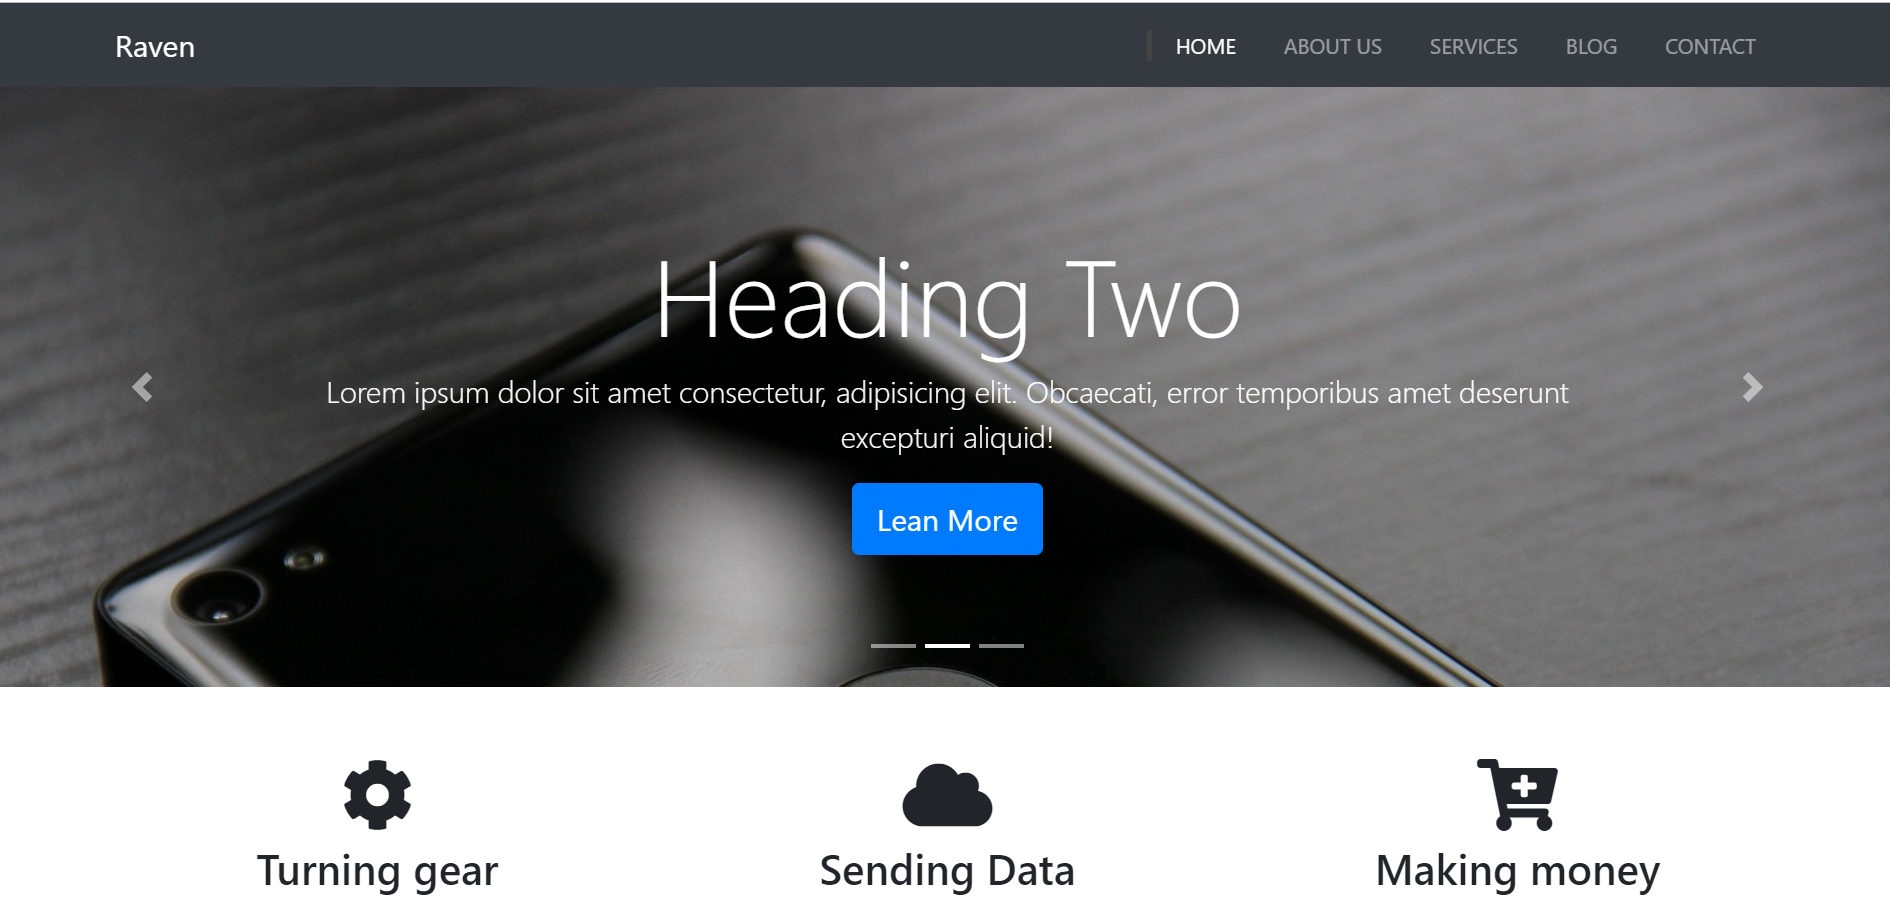 Raven
HOME ABOUT US SERVICES BLOG CONTACT
Heading Two
Lorem ipsum dolor sit amet consectetur, adipisicing elit. Obcaecati, error temporibus amet deserunt
excepturi aliquid!
Lean More
Turning gear
Sending Data
Making money